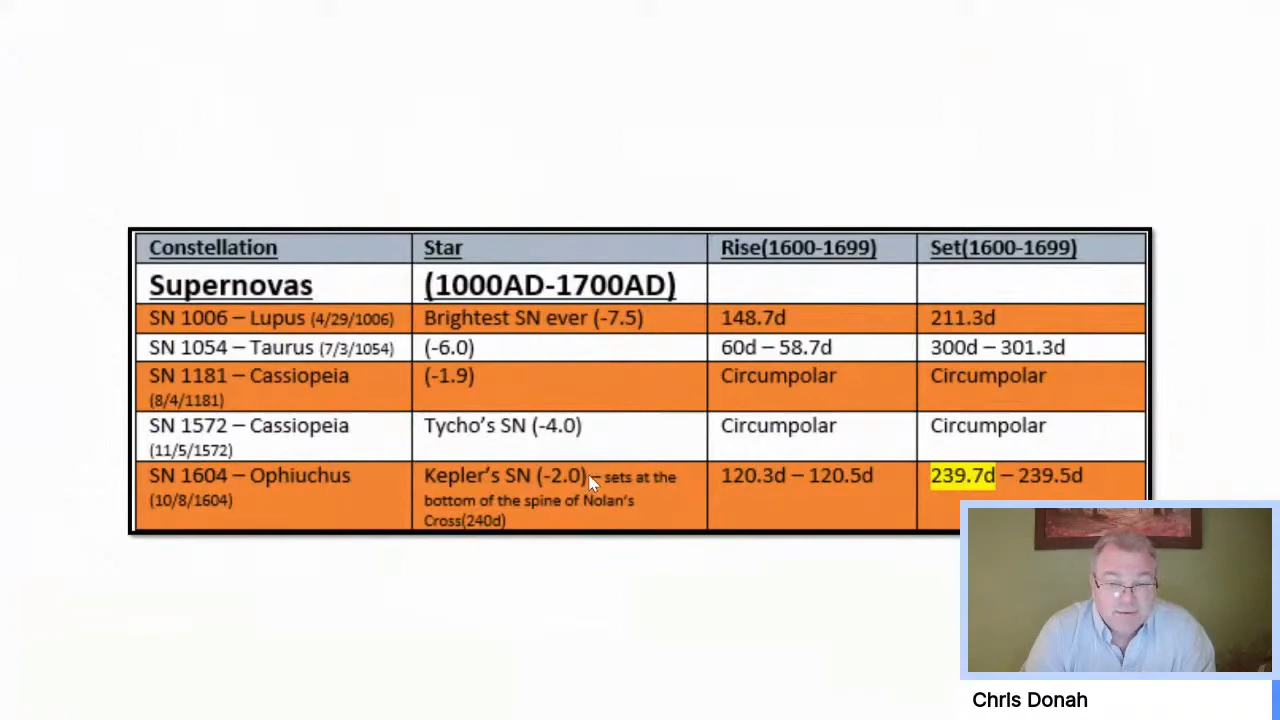 Constellation Star Rise(1600-1699) Set(1600-1699)
Supernovas (1000AD-1700AD)
SN 1006 – Lupus (4/29/1006) Brightest SN ever (-7.5) 148.7d 211.3d
SN 1054 – Taurus (7/3/1054) (-6.0) 60d – 58.7d 300d – 301.3d
SN 1181 – Cassiopeia (-1.9) Circumpolar Circumpolar
(8/4/1181)
SN 1572 – Cassiopeia Tycho's SN (-4.0) Circumpolar Circumpolar
(11/5/1572)
SN 1604 – Ophiuchus Kepler's SN (-2.0) – sets at the 120.3d – 120.5d 239.7d – 239.5d
(10/8/1604) bottom of the spine of Nolan's
Cross(240d)
Chris Donah